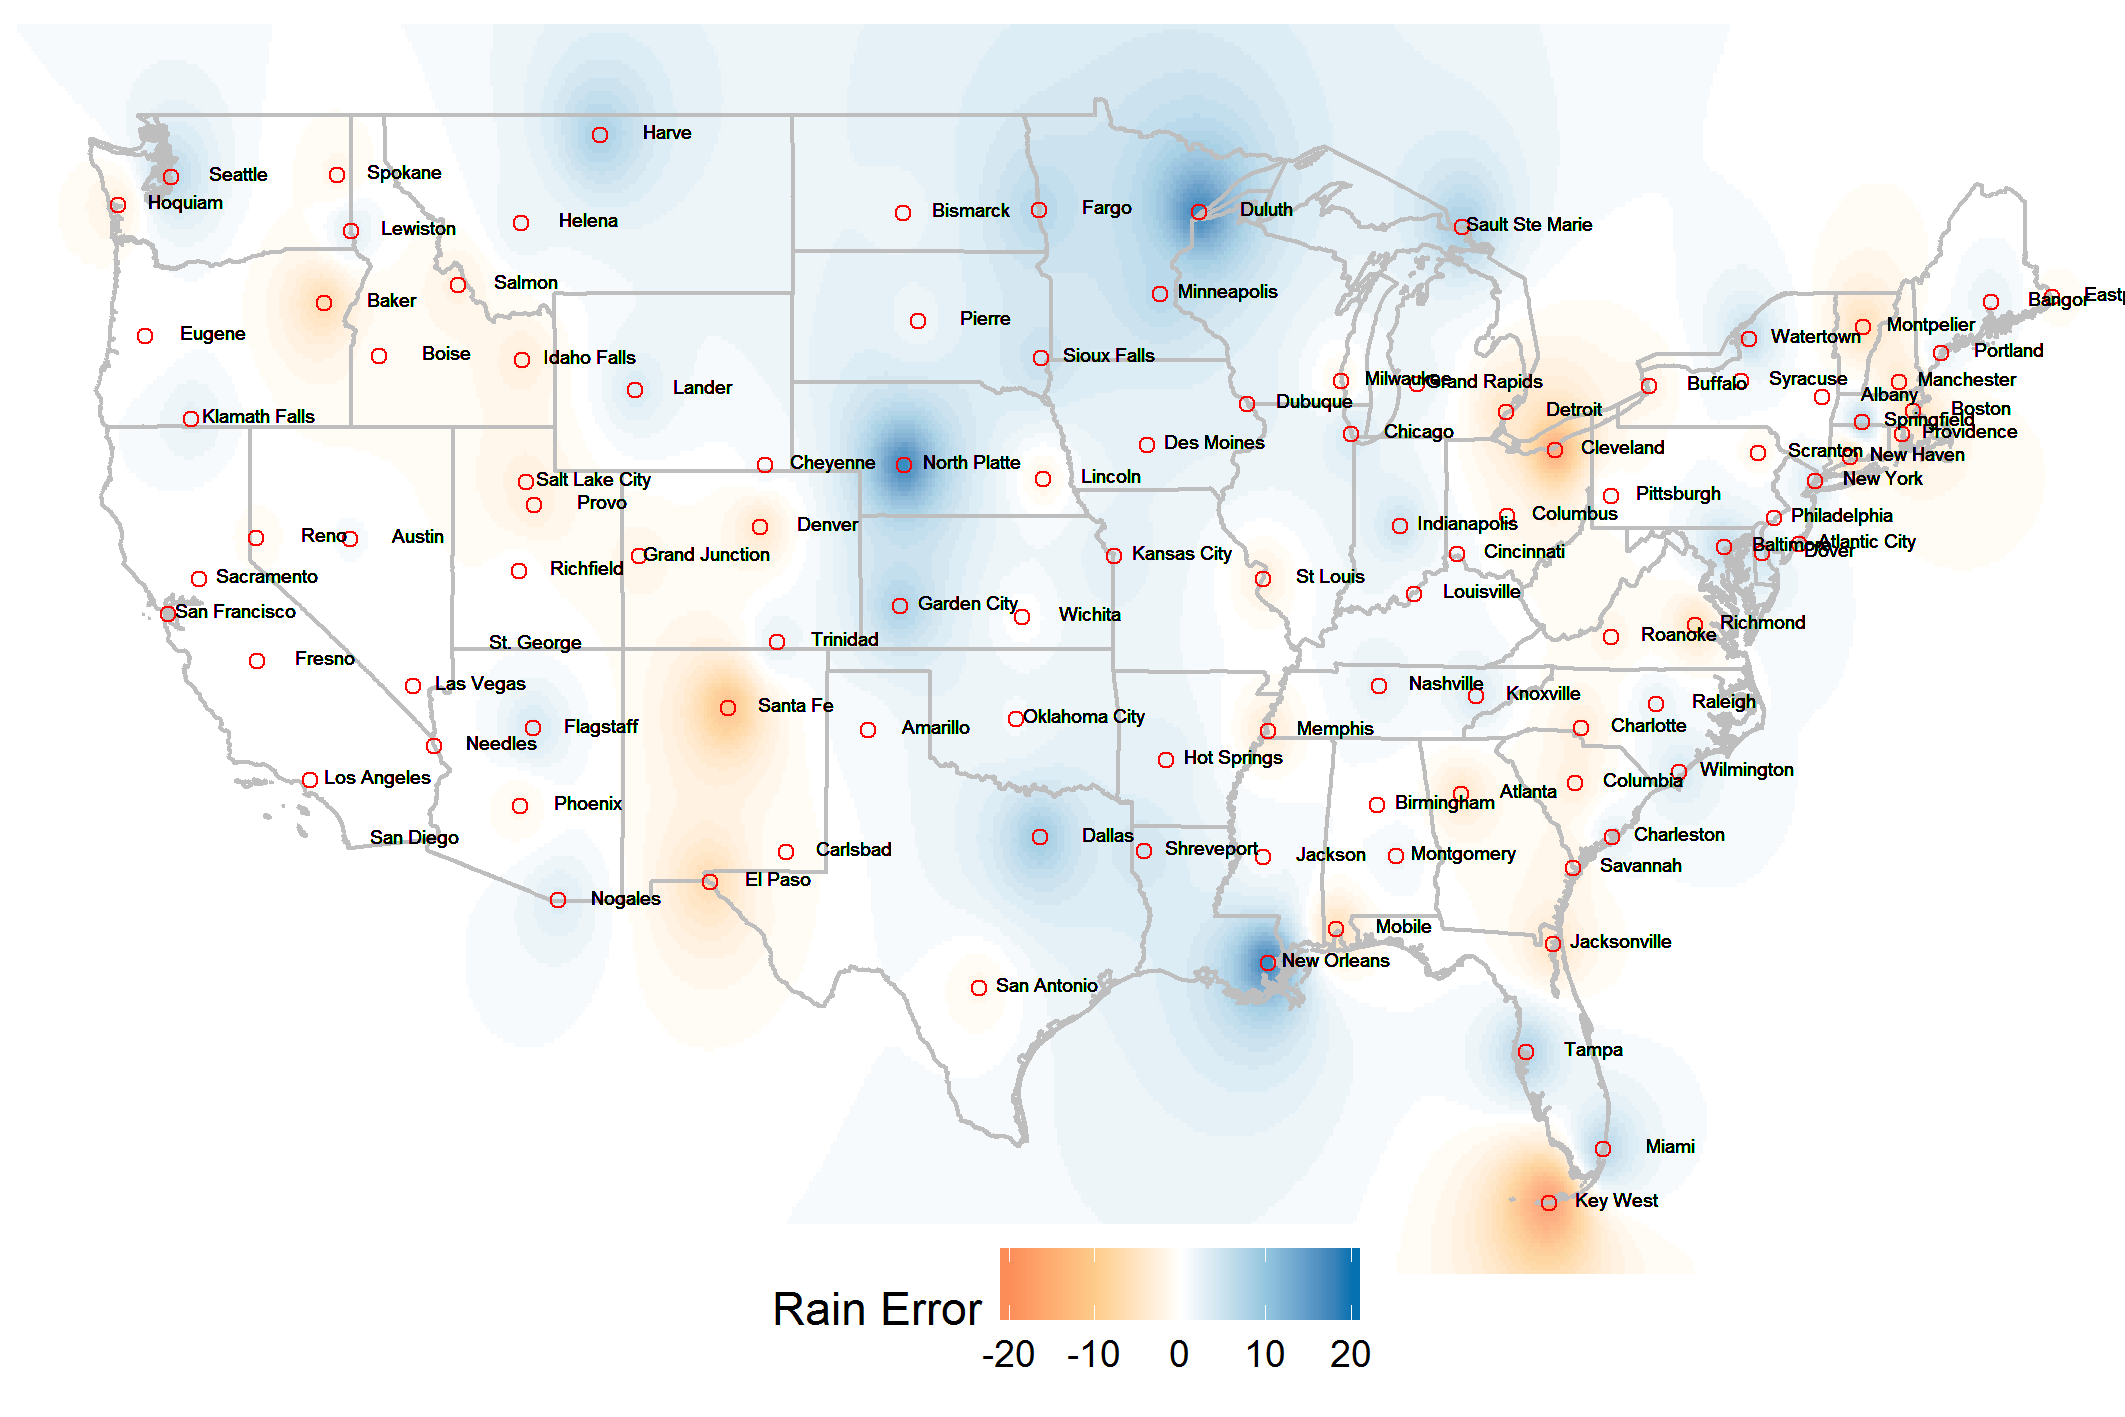 Harve
Seattle
Spokane
Hoquiam
Bismarck
Fargo
Duluth
Helena
Sault Ste Marie
Lewiston
Salmon
Minneapolis
Baker
Bangor
Eastp
Pierre
Montpelier
Eugene
Watertown
Portland
Boise
Idaho Falls
Sioux Falls
Lander
Milwaukee
Grand Rapids
Buffalo
Syracuse
Manchester
Albany
Dubuque
Detroit
Boston
Klamath Falls
Springfield
Chicago
Providence
Des Moines
Cleveland
Scranton
New Haven
Cheyenne
North Platte
Lincoln
Salt Lake City
New York
Provo
Pittsburgh
Columbus
Philadelphia
Denver
Indianapolis
Reno
Austin
Atlantic City
Baltimore
Dover
Grand Junction
Kansas City
Cincinnati
Richfield
Sacramento
St Louis
Louisville
San Francisco
Garden City
Wichita
Richmond
Roanoke
St. George
Trinidad
Fresno
Las Vegas
Nashville
Knoxville
Raleigh
Santa Fe
Oklahoma City
Flagstaff
Amarillo
Memphis
Charlotte
Needles
Hot Springs
Wilmington
Los Angeles
Columbia
Atlanta
Phoenix
Birmingham
San Diego
Dallas
Charleston
Carlsbad
Shreveport
Jackson
Montgomery
El Paso
Savannah
Nogales
Mobile
Jacksonville
New Orleans
San Antonio
Tampa
Miami
Key West
Rain Error
-20 -10 0 10 20